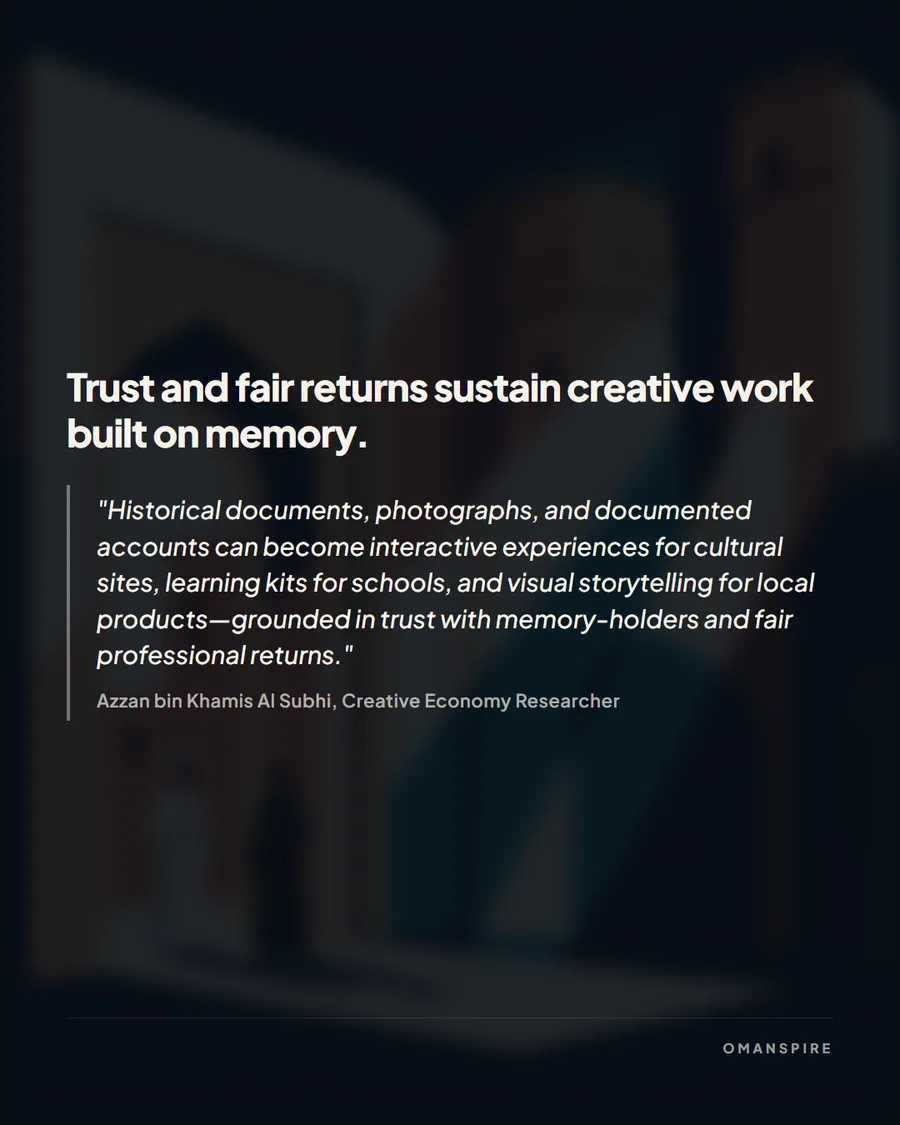 Trust and fair returns sustain creative work
built on memory.
"Historical documents, photographs, and documented
accounts can become interactive experiences for cultural
sites, learning kits for schools, and visual storytelling for local
products—grounded in trust with memory-holders and fair
professional returns."
Azzan bin Khamis Al Subhi, Creative Economy Researcher
OMANSPIRE